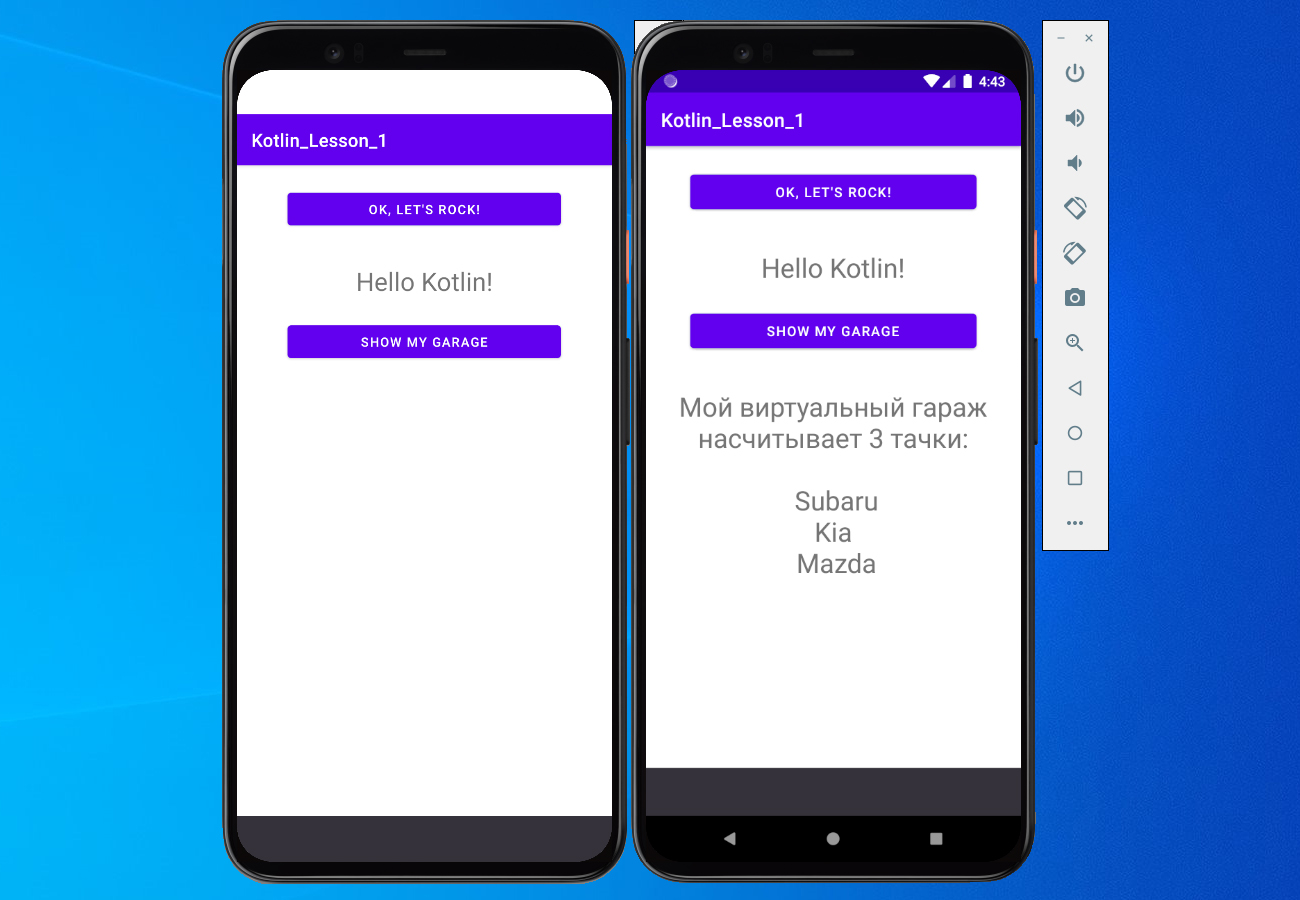 Kotlin_Lesson_1
OK, LET'S ROCK!
Hello Kotlin!
SHOW MY GARAGE
4:43
Kotlin_Lesson_1
OK, LET'S ROCK!
Hello Kotlin!
SHOW MY GARAGE
Мой виртуальный гараж
насчитывает 3 тачки:
Subaru
Kia
Mazda